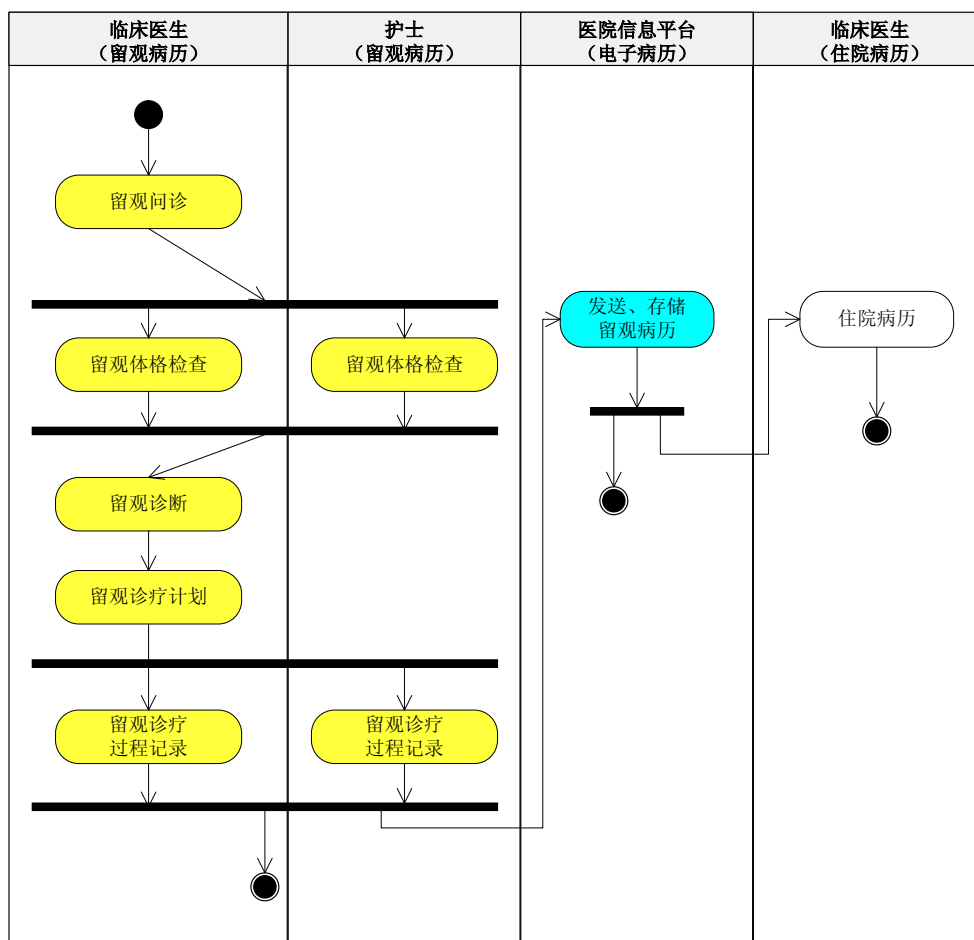 临床医生
（留观病历）
护士
（留观病历）
医院信息平台
（电子病历）
临床医生
（住院病历）
留观问诊
发送、存储
留观病历
住院病历
留观体格检查
留观体格检查
留观诊断
留观诊疗计划
留观诊疗
过程记录
留观诊疗
过程记录